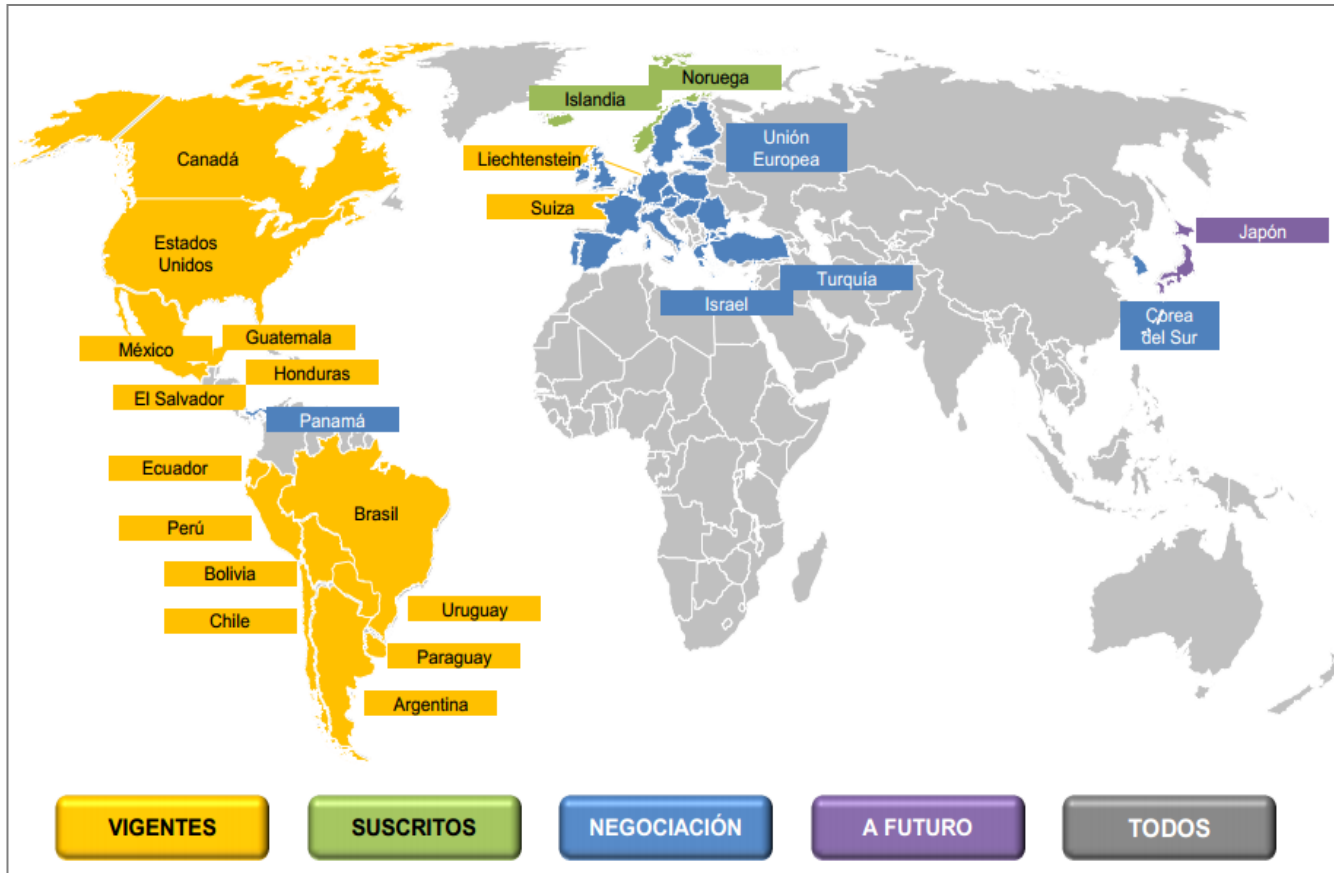 Noruega
Islandia
Unión
Europea
Liechtenstein
Suiza
Canadá
Estados
Unidos
Japón
Turquía
Israel
Corea
del Sur
Guatemala
México
Honduras
El Salvador
Panamá
Ecuador
Brasil
Perú
Bolivia
Chile
Uruguay
Paraguay
Argentina
VIGENTES
SUSCRITOS
NEGOCIACIÓN
A FUTURO
TODOS